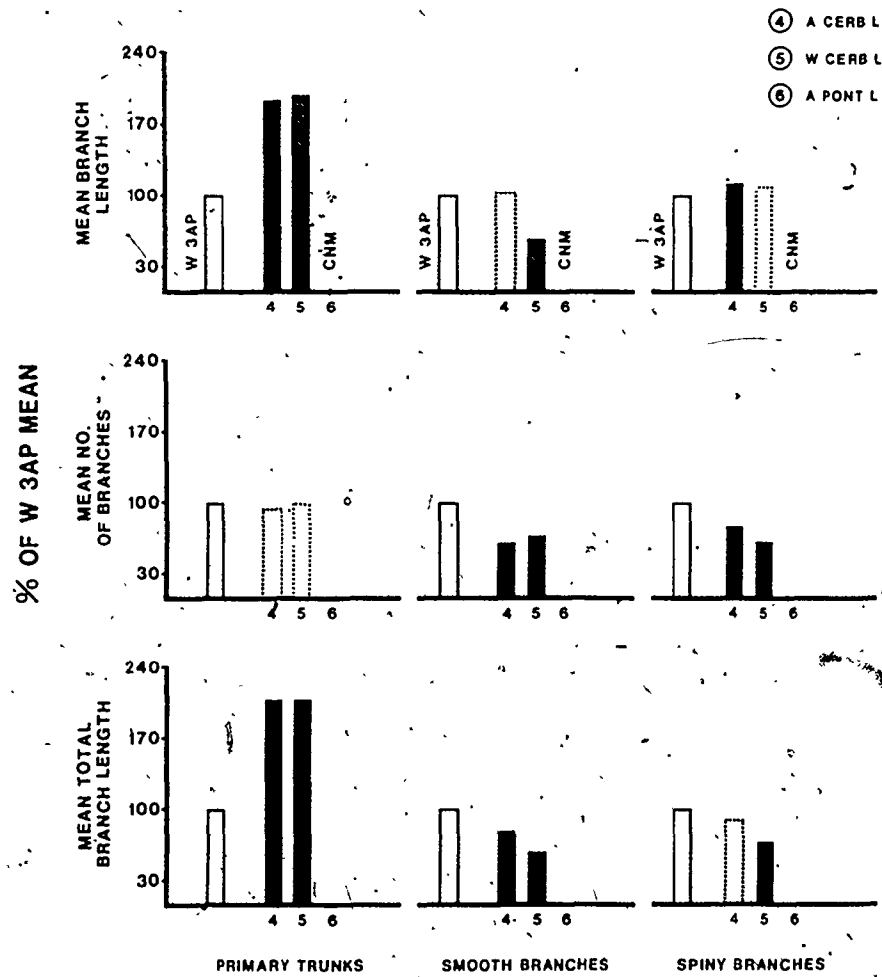 ④ A CERB L
⑤ W CERB L
⑥ A PONT L
% OF W 3AP MEAN
MEAN BRANCH
LENGTH
240
170
100
30
W 3AP
4 5 6
CNM
W 3AP
4 5 6
CNM
W 3AP
4 5 6
CNM
MEAN NO.
OF BRANCHES
240
170
100
30
4 5 6
4 5 6
4 5 6
MEAN TOTAL
BRANCH LENGTH
240
170
100
30
4 5 6
4 5 6
4 5 6
PRIMARY TRUNKS
SMOOTH BRANCHES
SPINY BRANCHES